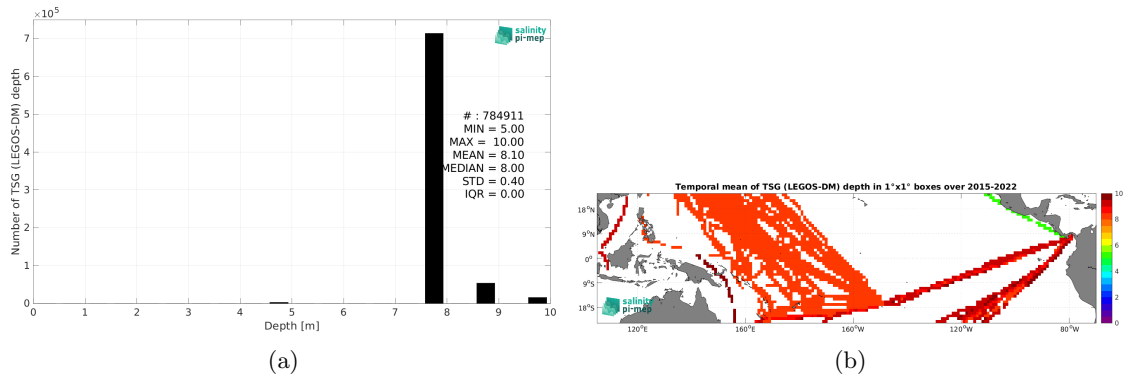 ×10⁵
7
6
5
4
3
2
1
0
Number of TSG (LEGOS-DM) depth
salinity
pi-mep
# : 784911
MIN = 5.00
MAX = 10.00
MEAN = 8.10
MEDIAN = 8.00
STD = 0.40
IQR = 0.00
0 1 2 3 4 5 6 7 8 9 10
Depth [m]
(a)
Temporal mean of TSG (LEGOS-DM) depth in 1°x1° boxes over 2015-2022
18°N
9°N
0°
9°S
18°S
salinity
pi-mep
120°E 160°E 160°W 120°W 80°W
10
8
6
4
2
0
(b)